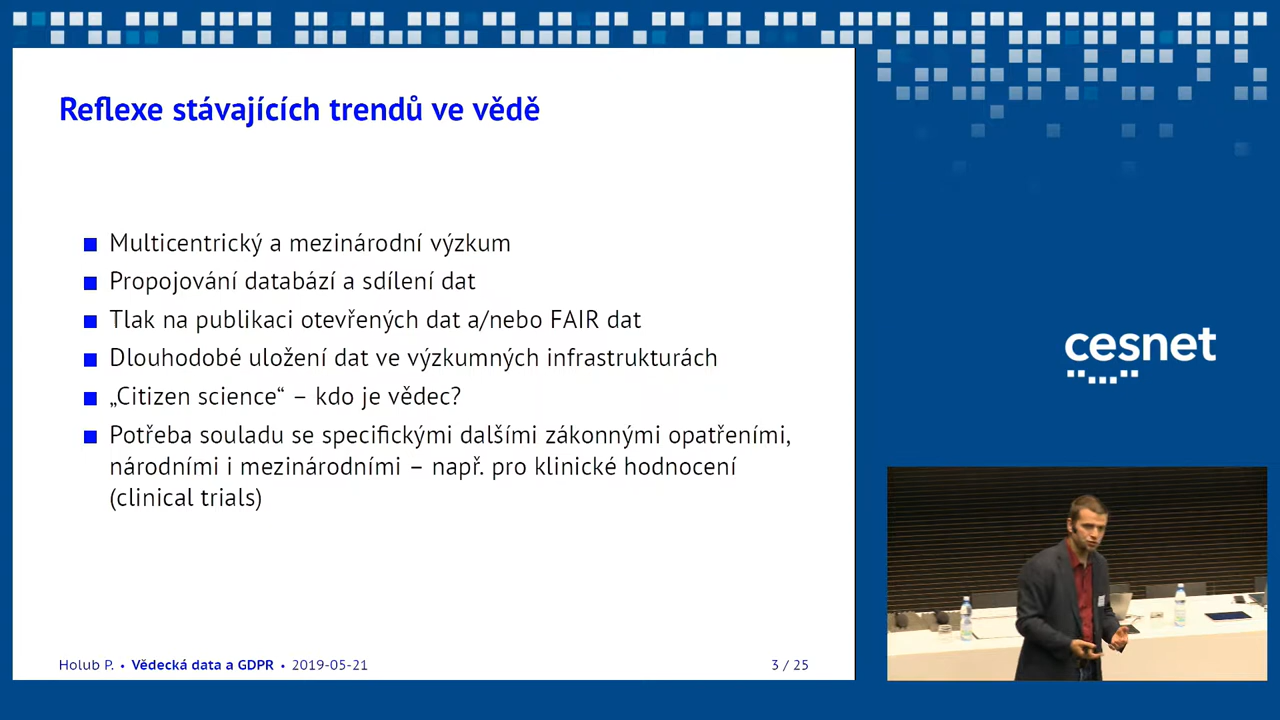 Reflexe stávajících trendů ve vědě
Multicentrický a mezinárodní výzkum
Propojování databází a sdílení dat
Tlak na publikaci otevřených dat a/nebo FAIR dat
Dlouhodobé uložení dat ve výzkumných infrastrukturách
„Citizen science“ – kdo je vědec?
Potřeba souladu se specifickými dalšími zákonnými opatřeními,
národními i mezinárodními – např. pro klinické hodnocení
(clinical trials)
Holub P. • Vědecká data a GDPR • 2019-05-21
3 / 25
cesnet